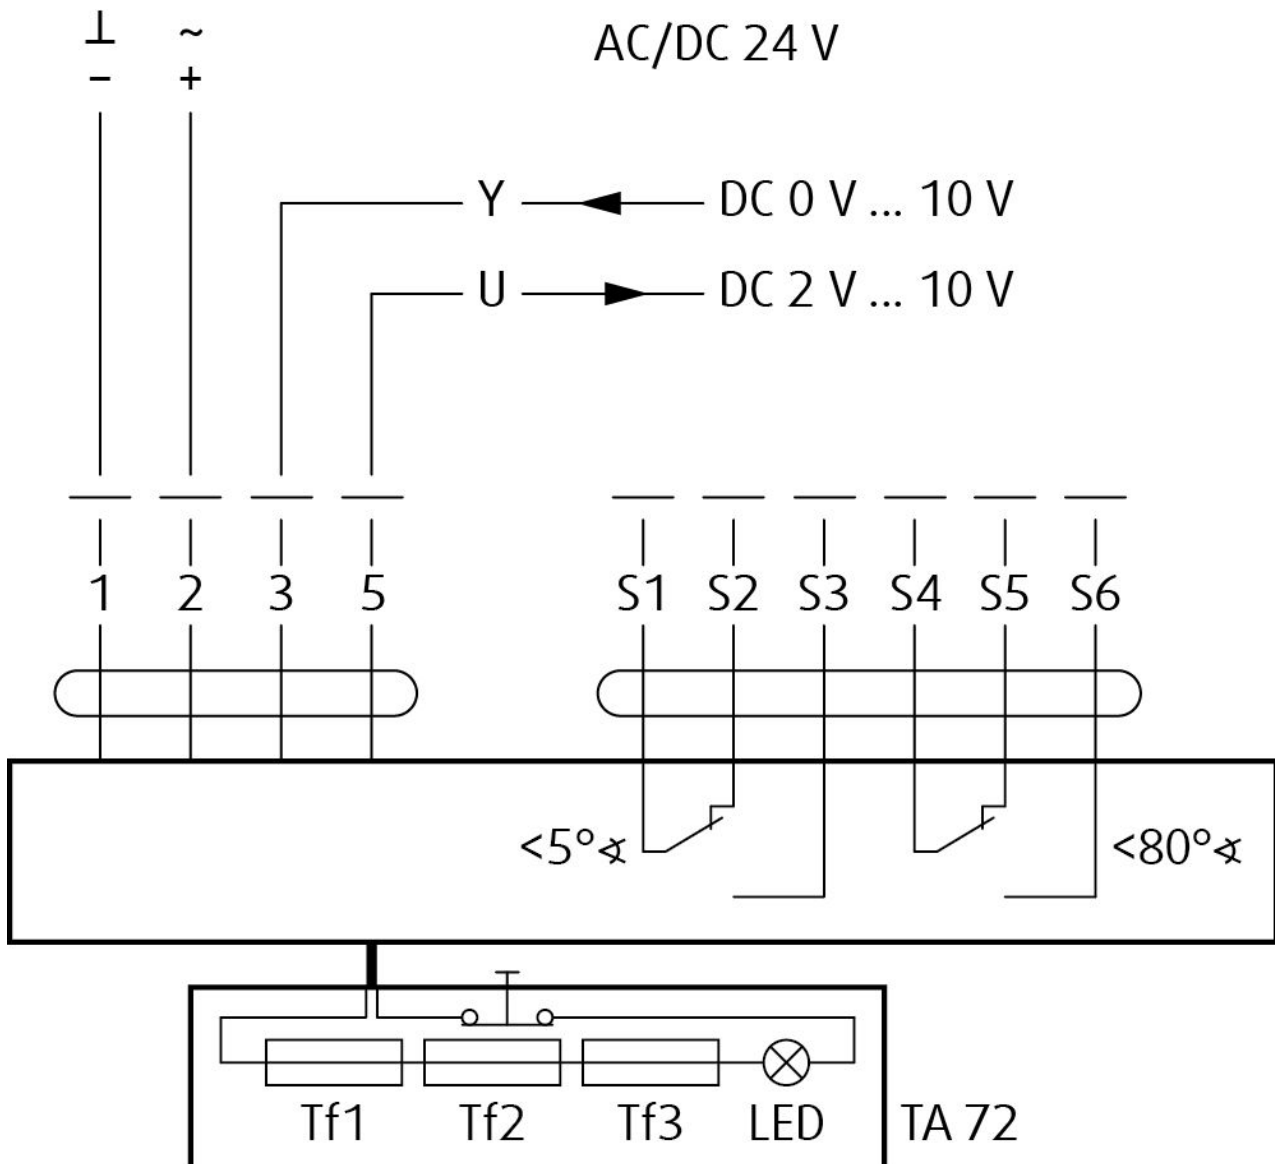 ⊥ ~ AC/DC 24 V
− +
Y DC 0 V ... 10 V
U DC 2 V ... 10 V
1 2 3 5 S1 S2 S3 S4 S5 S6
<5°∢ <80°∢
Tf1 Tf2 Tf3 LED TA 72